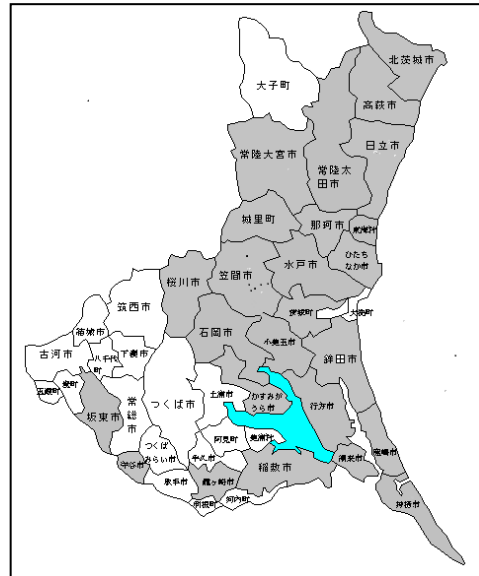 北茨城市
大子町
高萩市
日立市
常陸大宮市
常陸太
田市
城里町
那珂市
東海村
ひたち
なか市
水戸市
笠間市
桜川市
筑西市
結城市
古河市
八千代
町
下妻市
五霞町
境町
坂東市
常総市
つくば市
石岡市
小美玉市
茨城町
大洗町
鉾田市
土浦市
かすみが
うら市
行方市
つくば
みらい市
阿見町
美浦村
牛久市
守谷市
取手市
龍ヶ崎市
稲敷市
利根町
河内町
潮来市
鹿嶋市
神栖市